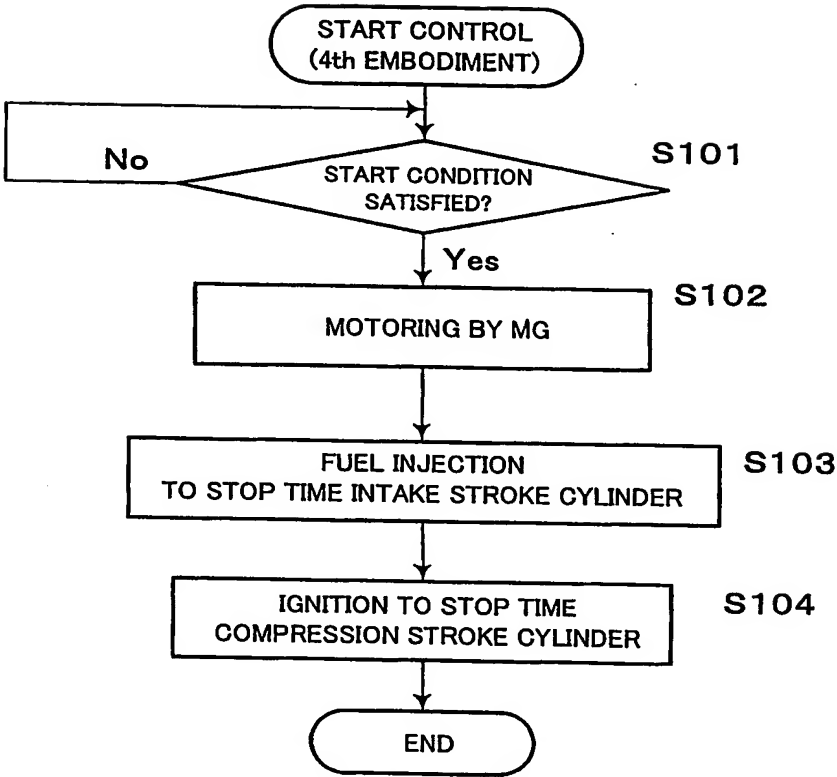 START CONTROL
(4th EMBODIMENT)
No
S101
START CONDITION
SATISFIED?
Yes
S102
MOTORING BY MG
FUEL INJECTION
TO STOP TIME INTAKE STROKE CYLINDER
S103
IGNITION TO STOP TIME
COMPRESSION STROKE CYLINDER
S104
END